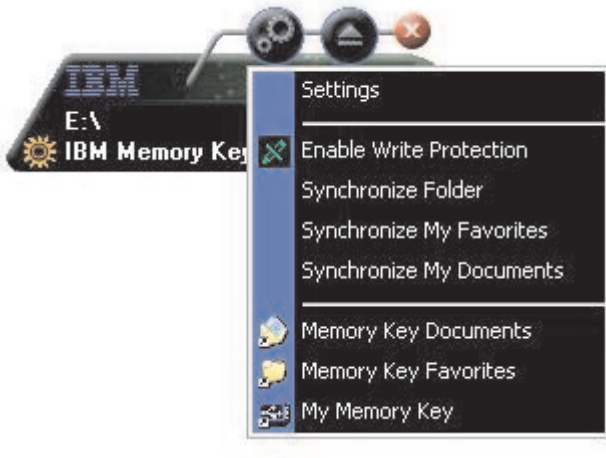 IBM
E:\
IBM Memory Key
Settings
Enable Write Protection
Synchronize Folder
Synchronize My Favorites
Synchronize My Documents
Memory Key Documents
Memory Key Favorites
My Memory Key